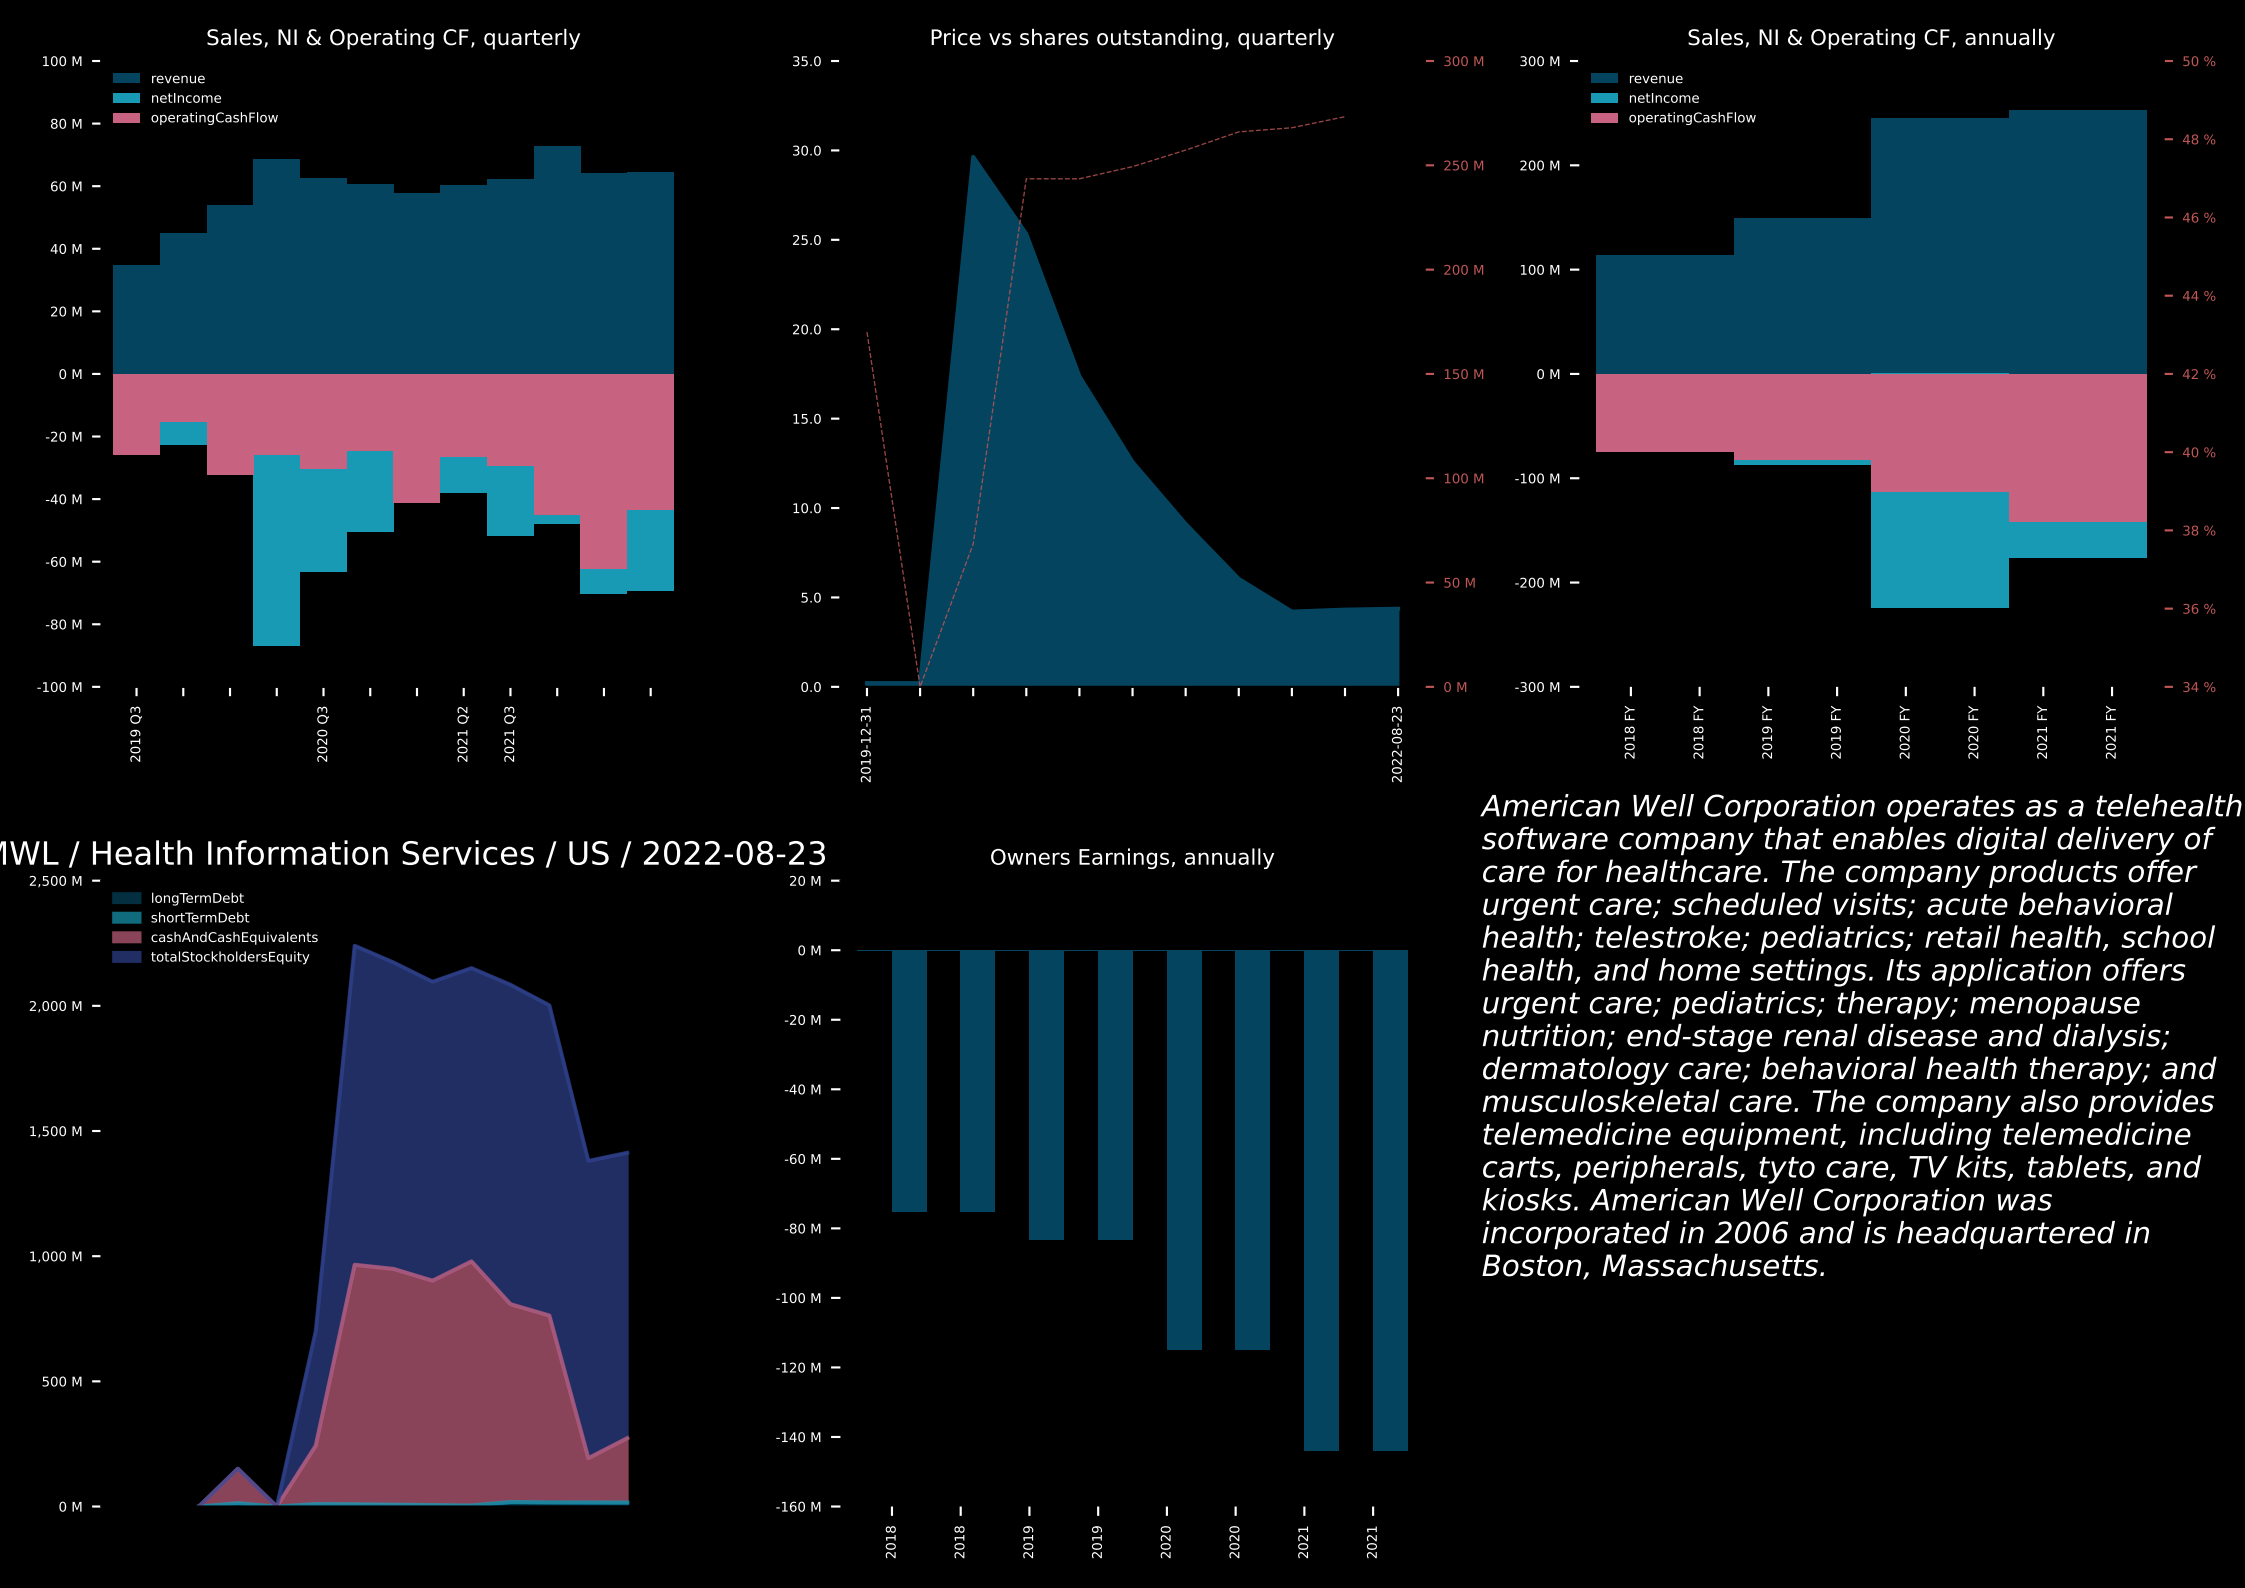 Sales, NI & Operating CF, quarterly
100 M
80 M
60 M
40 M
20 M
0 M
-20 M
-40 M
-60 M
-80 M
-100 M
revenue
netIncome
operatingCashFlow
2019 Q3
2020 Q3
2021 Q2
2021 Q3
Price vs shares outstanding, quarterly
35.0
30.0
25.0
20.0
15.0
10.0
5.0
0.0
300 M
250 M
200 M
150 M
100 M
50 M
0 M
2019-12-31
2022-08-23
Sales, NI & Operating CF, annually
300 M
200 M
100 M
0 M
-100 M
-200 M
-300 M
revenue
netIncome
operatingCashFlow
50 %
48 %
46 %
44 %
42 %
40 %
38 %
36 %
34 %
2018 FY
2018 FY
2019 FY
2019 FY
2020 FY
2020 FY
2021 FY
2021 FY
MWL / Health Information Services / US / 2022-08-23
2,500 M
2,000 M
1,500 M
1,000 M
500 M
0 M
longTermDebt
shortTermDebt
cashAndCashEquivalents
totalStockholdersEquity
Owners Earnings, annually
20 M
0 M
-20 M
-40 M
-60 M
-80 M
-100 M
-120 M
-140 M
-160 M
2018
2018
2019
2019
2020
2020
2021
2021
American Well Corporation operates as a telehealth
software company that enables digital delivery of
care for healthcare. The company products offer
urgent care; scheduled visits; acute behavioral
health; telestroke; pediatrics; retail health, school
health, and home settings. Its application offers
urgent care; pediatrics; therapy; menopause
nutrition; end-stage renal disease and dialysis;
dermatology care; behavioral health therapy; and
musculoskeletal care. The company also provides
telemedicine equipment, including telemedicine
carts, peripherals, tyto care, TV kits, tablets, and
kiosks. American Well Corporation was
incorporated in 2006 and is headquartered in
Boston, Massachusetts.